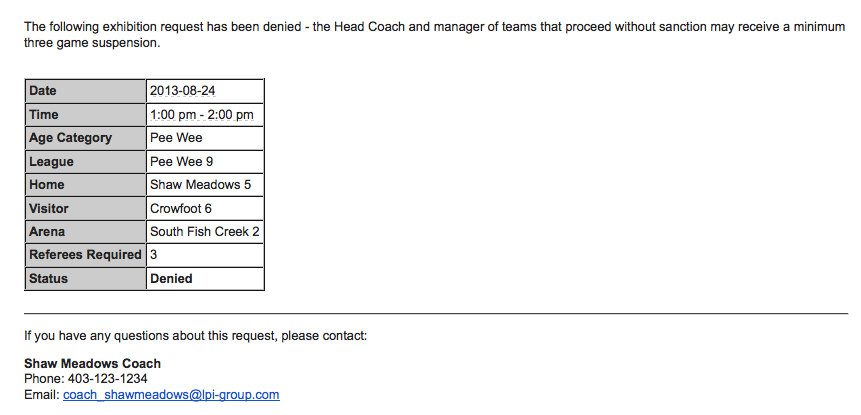 The following exhibition request has been denied - the Head Coach and manager of teams that proceed without sanction may receive a minimum
three game suspension.
Date 2013-08-24
Time 1:00 pm - 2:00 pm
Age Category Pee Wee
League Pee Wee 9
Home Shaw Meadows 5
Visitor Crowfoot 6
Arena South Fish Creek 2
Referees Required 3
Status Denied
If you have any questions about this request, please contact:
Shaw Meadows Coach
Phone: 403-123-1234
Email: coach_shawmeadows@lpi-group.com